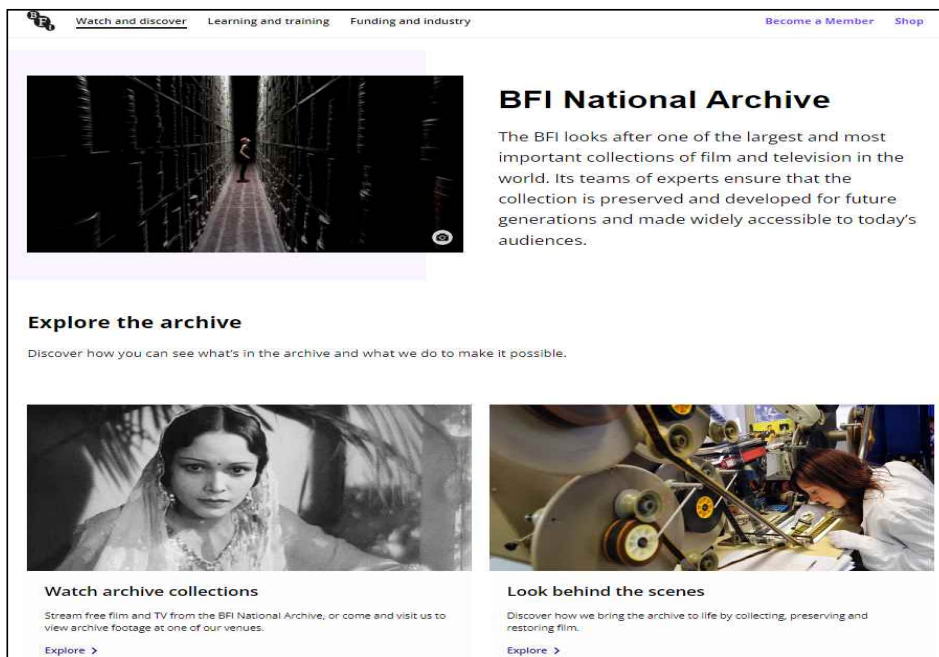 BFI
Watch and discover Learning and training Funding and industry Become a Member Shop
BFI National Archive
The BFI looks after one of the largest and most
important collections of film and television in the
world. Its teams of experts ensure that the
collection is preserved and developed for future
generations and made widely accessible to today's
audiences.
Explore the archive
Discover how you can see what's in the archive and what we do to make it possible.
Watch archive collections
Stream free film and TV from the BFI National Archive, or come and visit us to
view archive footage at one of our venues.
Explore >
Look behind the scenes
Discover how we bring the archive to life by collecting, preserving and
restoring film.
Explore >